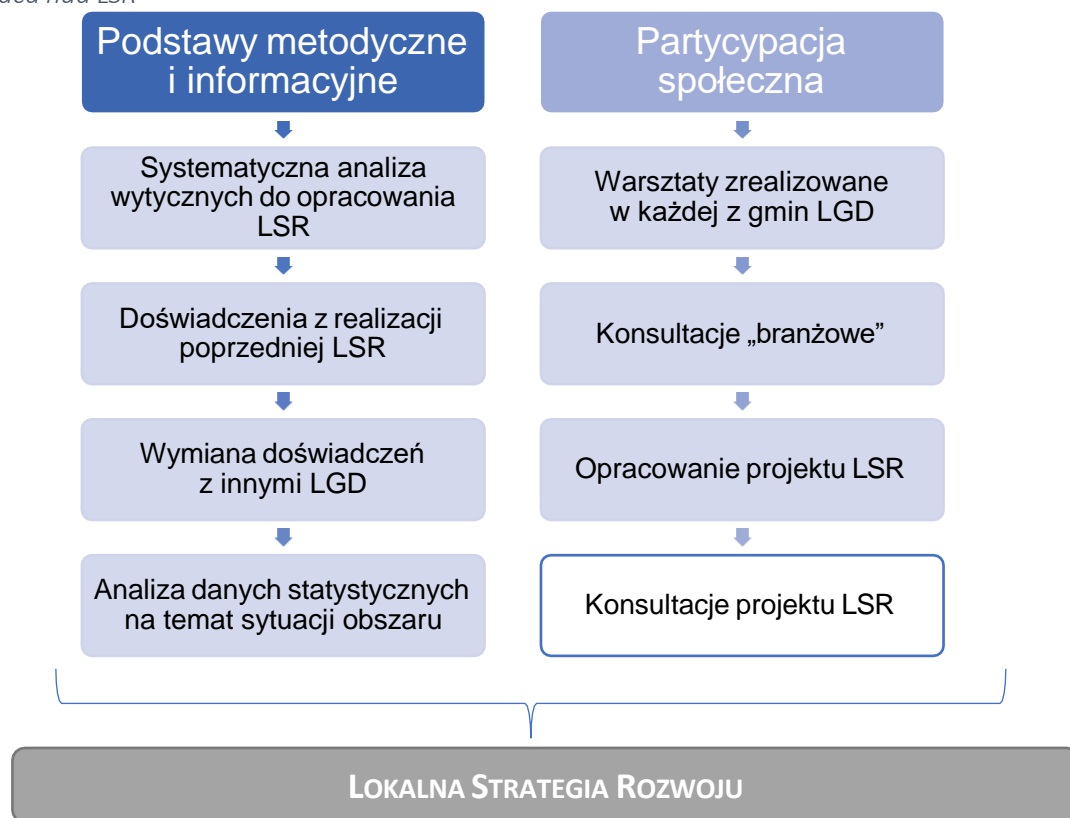 nad LSR
Podstawy metodyczne
i informacyjne
Systematyczna analiza
wytycznych do opracowania
LSR
Doświadczenia z realizacji
poprzedniej LSR
Wymiana doświadczeń
z innymi LGD
Analiza danych statystycznych
na temat sytuacji obszaru
Partycypacja
społeczna
Warsztaty zrealizowane
w każdej z gmin LGD
Konsultacje „branżowe”
Opracowanie projektu LSR
Konsultacje projektu LSR
LOKALNA STRATEGIA ROZWOJU